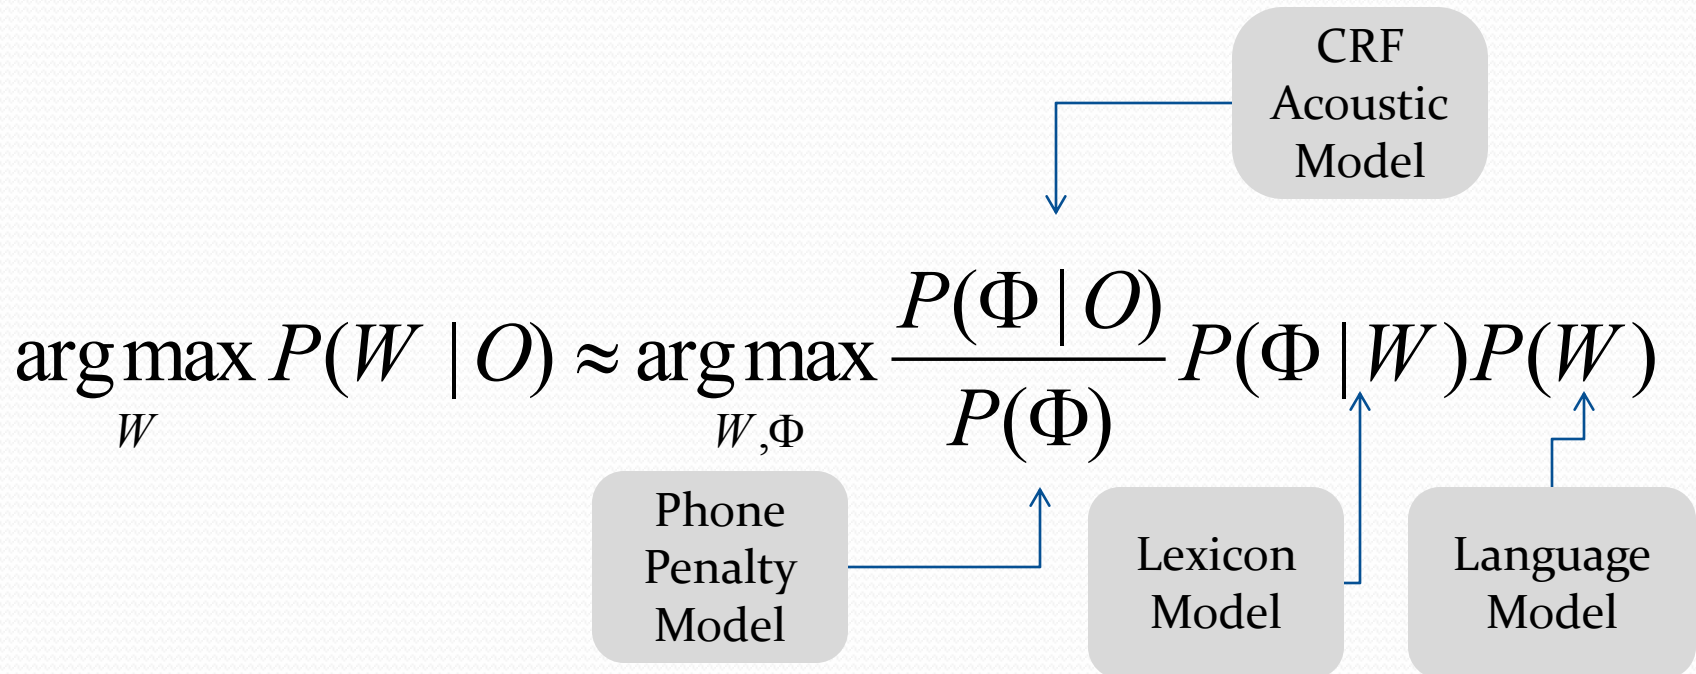 CRF
Acoustic
Model
arg max P(W | O) ≈ arg max P(Φ | O) / P(Φ) P(Φ | W)P(W)
W W,Φ
Phone
Penalty
Model
Lexicon
Model
Language
Model